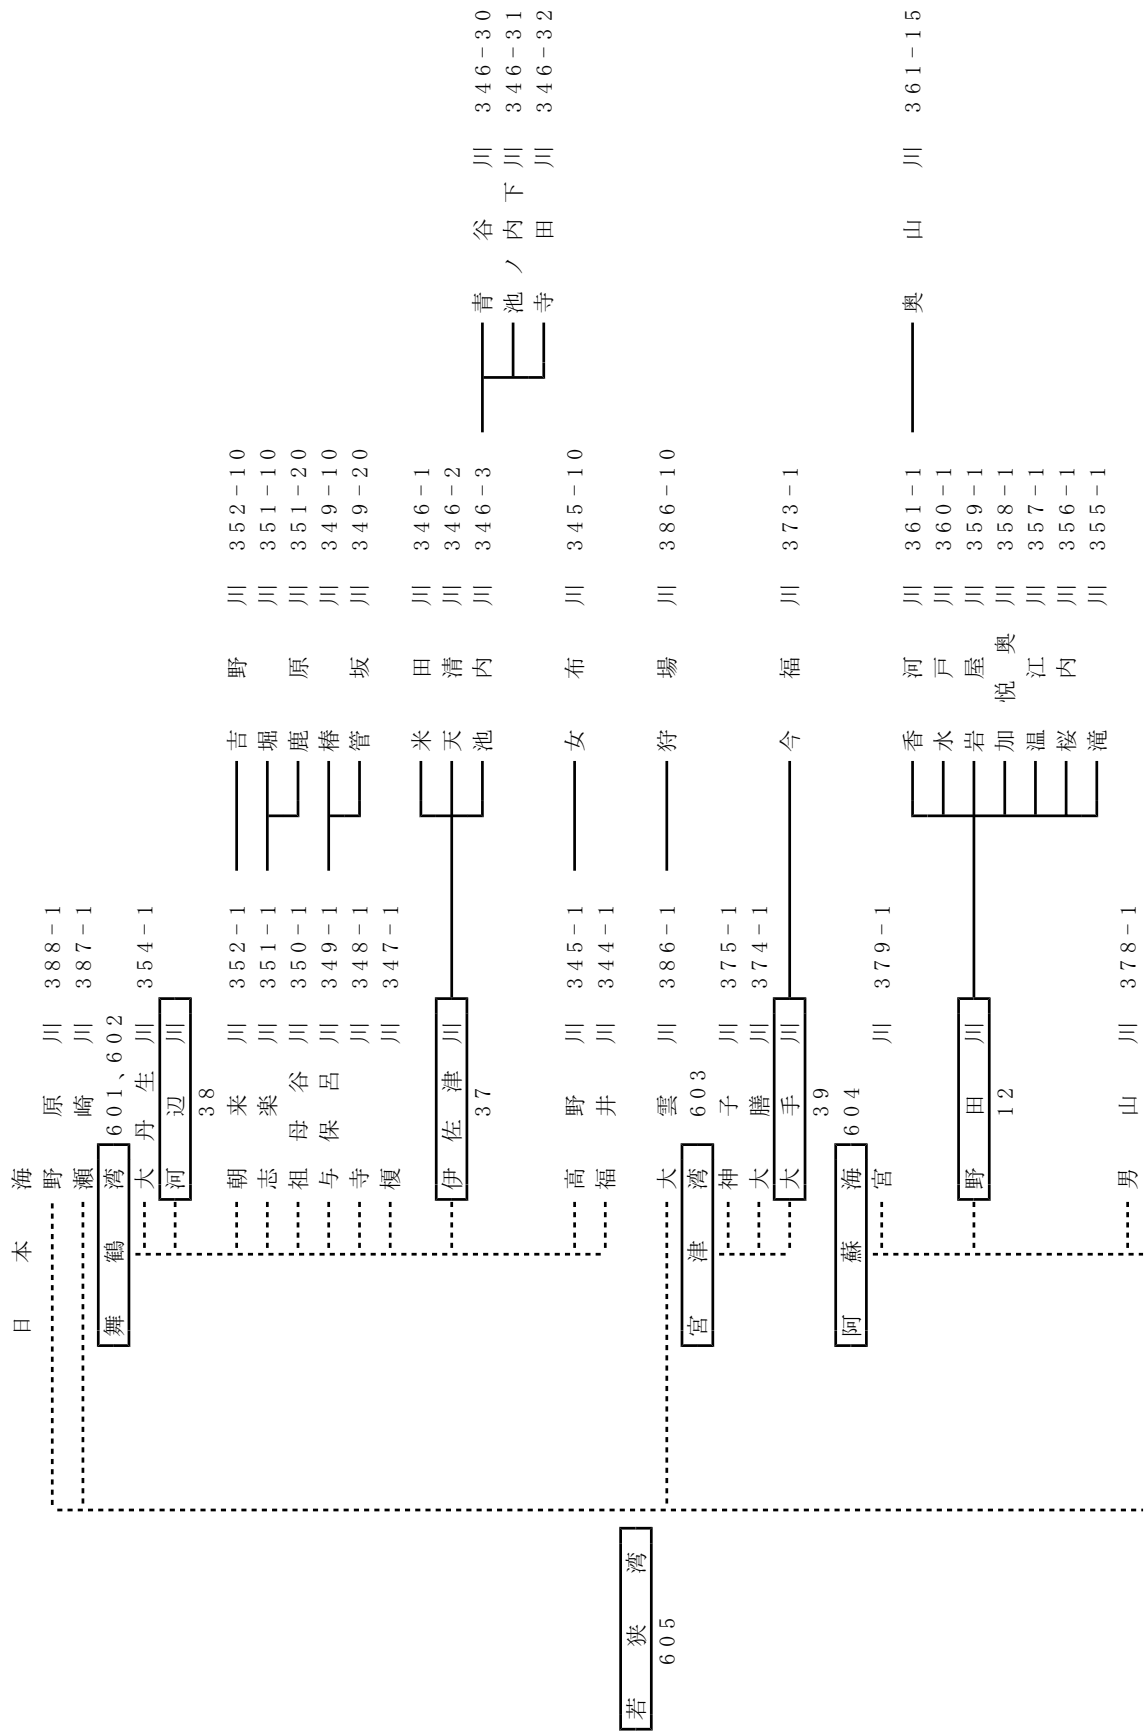 日本海
野原川 388-1
瀬崎川 387-1
舞鶴湾 601、602
大丹生川 354-1
河辺川
38
朝来川 352-1 吉野川 352-10
志楽川 351-1 堀川 351-10
祖母谷川 350-1 鹿原川 351-20
与保呂川 349-1 椿川 349-10
寺川 348-1 管坂川 349-20
榎川 347-1
米田川 346-1
伊佐津川 天清川 346-2
37 池内川 346-3 青谷川 346-30
池ノ内下川 346-31
寺田川 346-32
高野川 345-1 女布川 345-10
福井川 344-1
若狭湾
605
大雲川 386-1 狩場川 386-10
宮津湾 603
神子川 375-1
大膳川 374-1
大手川 今福川 373-1
39
阿蘇海 604
宮川 379-1 香河川 361-1 奥山川 361-15
水戸川 360-1
野田川 岩屋川 359-1
12 加悦奥川 358-1
温江川 357-1
桜内川 356-1
滝川 355-1
男山川 378-1